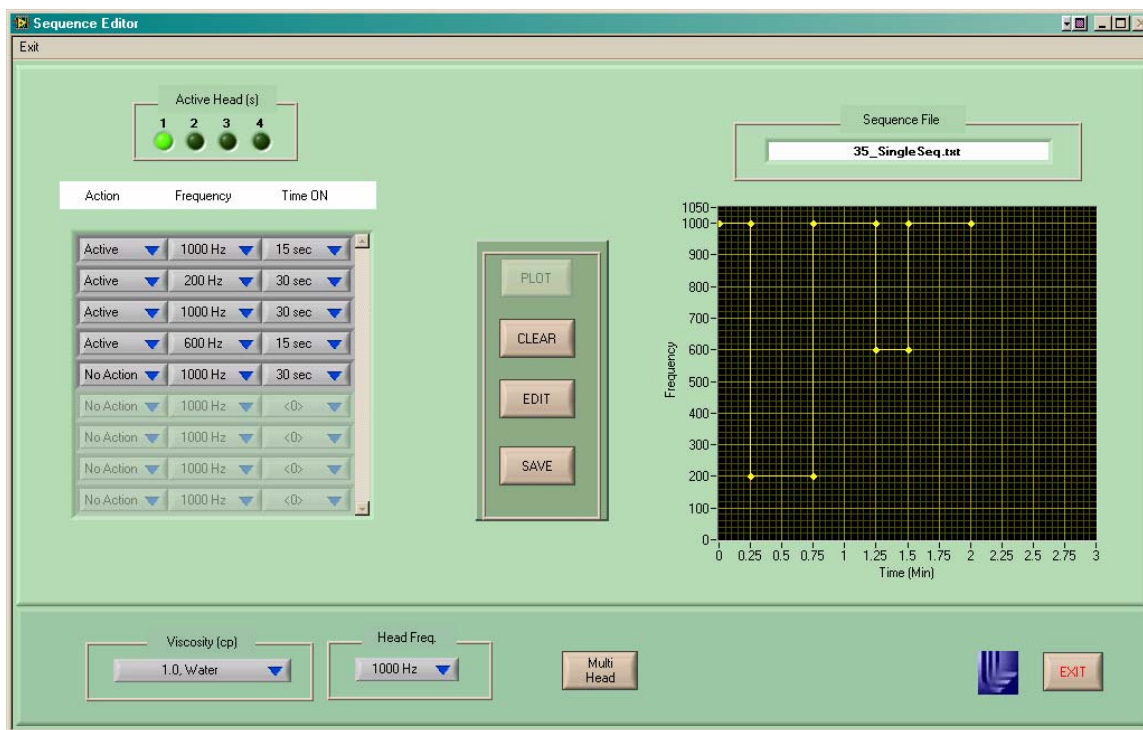 Sequence Editor
Exit
Active Head (s)
1 2 3 4
Action Frequency Time ON
Active 1000 Hz 15 sec
Active 200 Hz 30 sec
Active 1000 Hz 30 sec
Active 600 Hz 15 sec
No Action 1000 Hz 30 sec
No Action 1000 Hz <0>
No Action 1000 Hz <0>
No Action 1000 Hz <0>
No Action 1000 Hz <0>
PLOT
CLEAR
EDIT
SAVE
Sequence File
35_SingleSeq.txt
Frequency
1050
1000
900
800
700
600
500
400
300
200
100
0
0 0.25 0.5 0.75 1 1.25 1.5 1.75 2 2.25 2.5 2.75 3
Time (Min)
Viscosity (cp)
1.0, Water
Head Freq.
1000 Hz
Multi
Head
EXIT